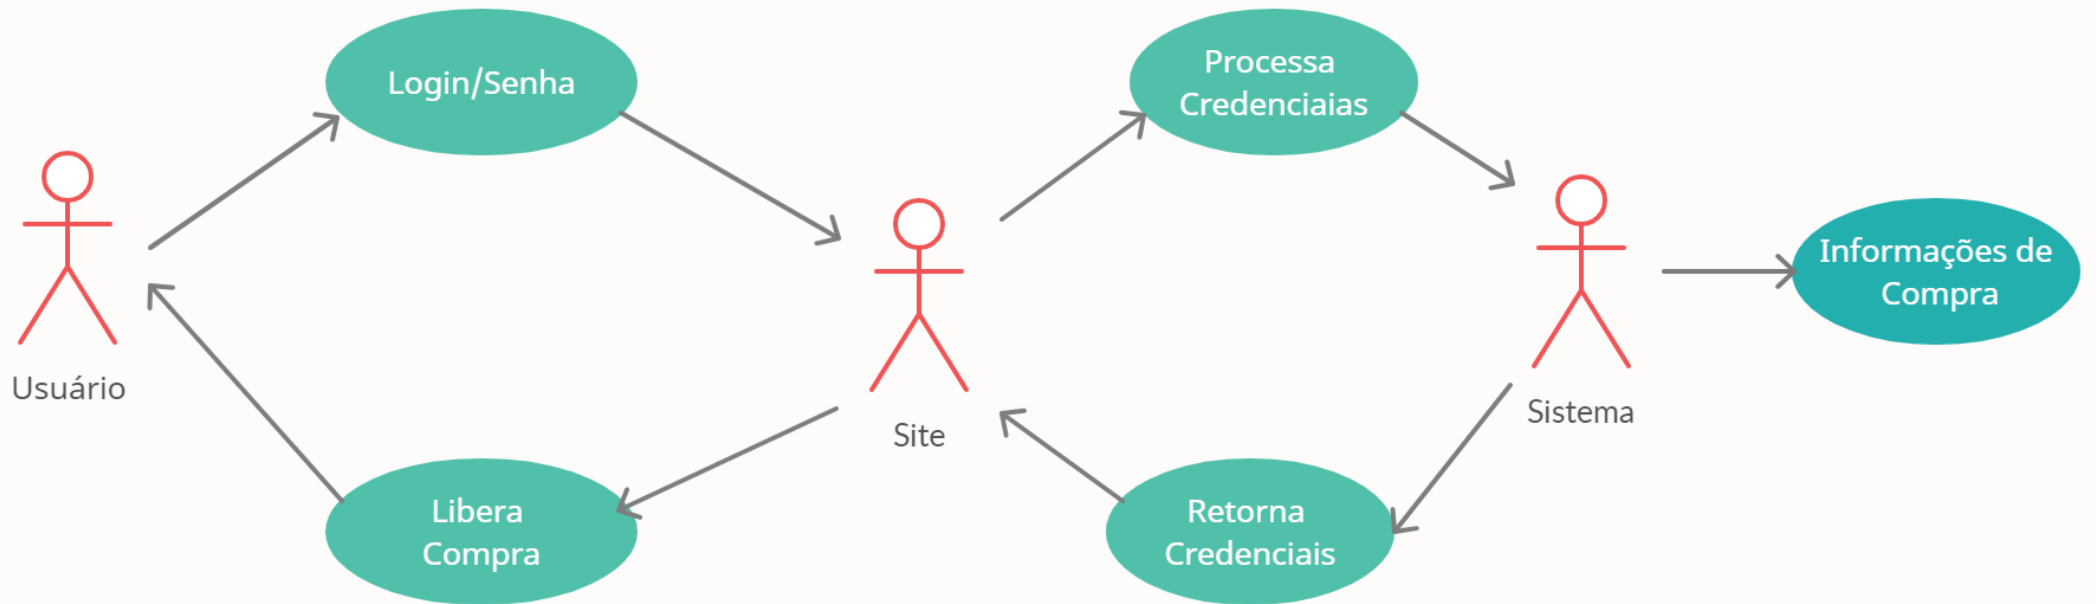 Login/Senha
Processa
Credenciaias
Informações de
Compra
Usuário
Site
Sistema
Libera
Compra
Retorna
Credenciais